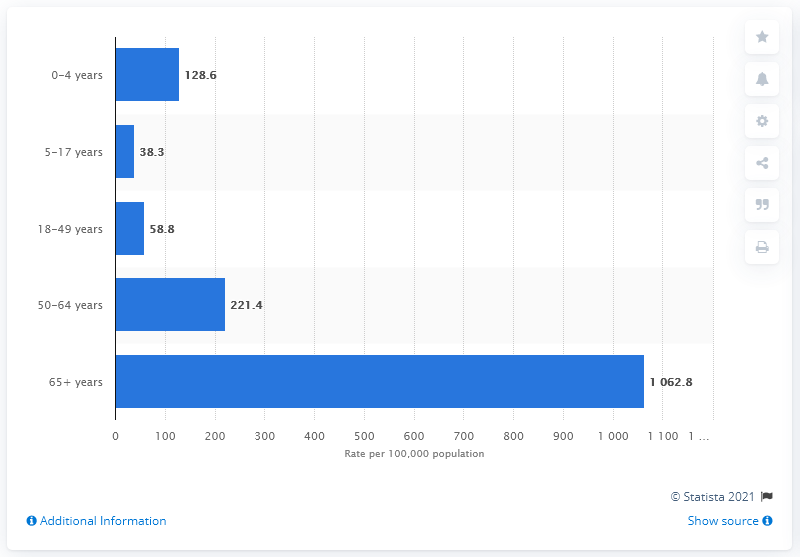 0–4 years
128.6
5–17 years
38.3
18–49 years
58.8
50–64 years
221.4
65+ years
1 062.8
0 100 200 300 400 500 600 700 800 900 1 000 1 100 1 ...
Rate per 100,000 population
© Statista 2021
Additional Information
Show source